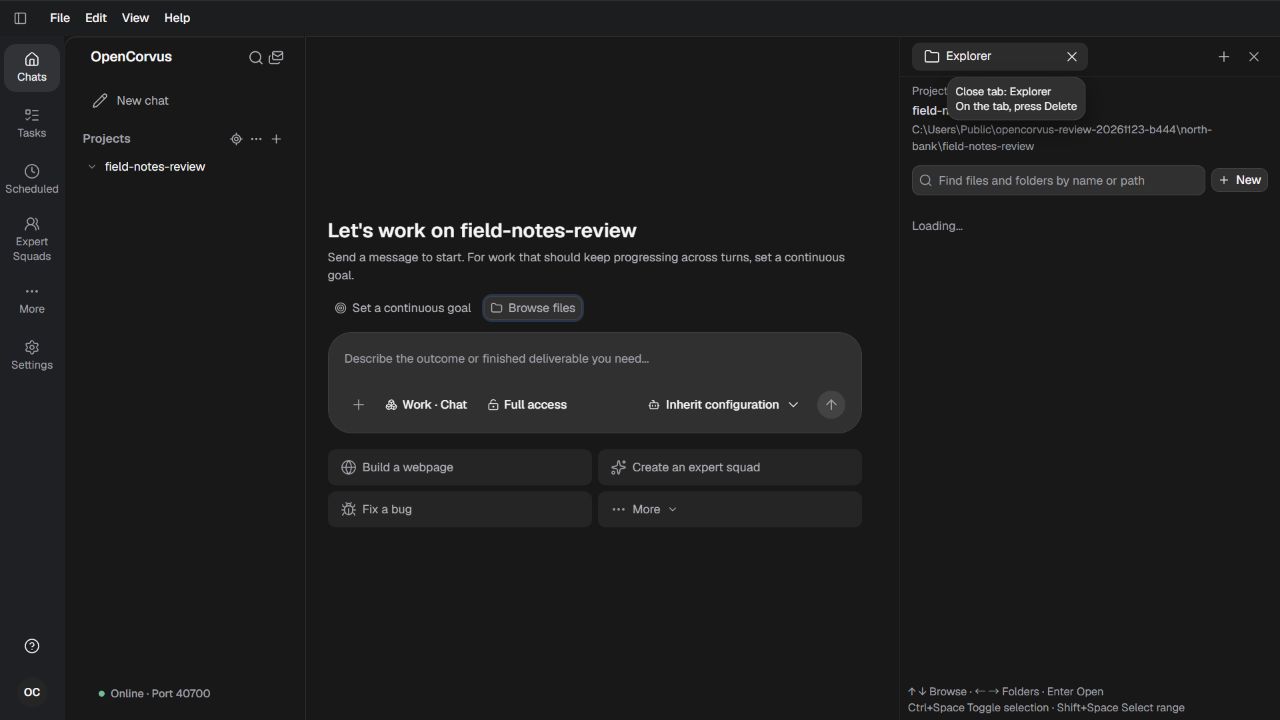 File Edit View Help
Chats
Tasks
Scheduled
Expert
Squads
More
Settings
OC
OpenCorvus
New chat
Projects
field-notes-review
Online · Port 40700
Let's work on field-notes-review
Send a message to start. For work that should keep progressing across turns, set a continuous
goal.
Set a continuous goal
Browse files
Describe the outcome or finished deliverable you need...
Work · Chat
Full access
Inherit configuration
Build a webpage
Create an expert squad
Fix a bug
More
Explorer
Close tab: Explorer
On the tab, press Delete
C:\Users\Public\opencorvus-review-20261123-b444\north-
bank\field-notes-review
Find files and folders by name or path
New
Loading...
↑ ↓ Browse · ← → Folders · Enter Open
Ctrl+Space Toggle selection · Shift+Space Select range